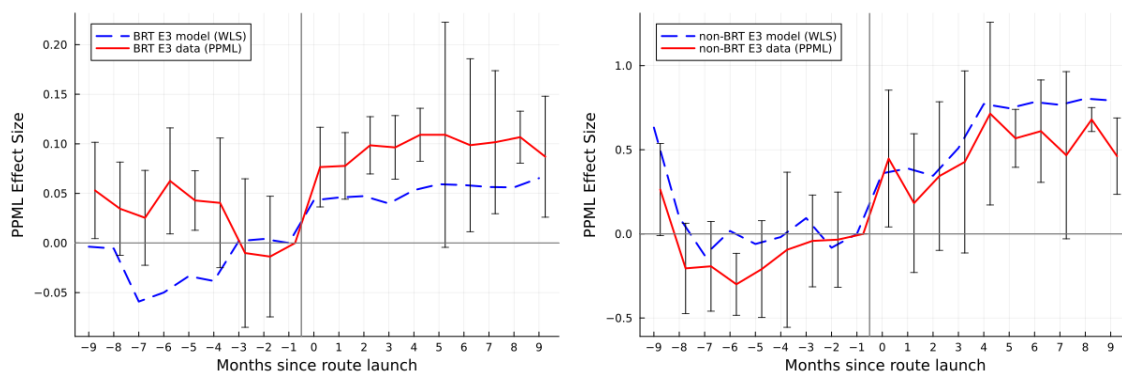 BRT E3 model (WLS)
BRT E3 data (PPML)
PPML Effect Size
0.20
0.15
0.10
0.05
0.00
−0.05
−9 −8 −7 −6 −5 −4 −3 −2 −1 0 1 2 3 4 5 6 7 8 9
Months since route launch
non-BRT E3 model (WLS)
non-BRT E3 data (PPML)
PPML Effect Size
1.0
0.5
0.0
−0.5
−9 −8 −7 −6 −5 −4 −3 −2 −1 0 1 2 3 4 5 6 7 8 9
Months since route launch